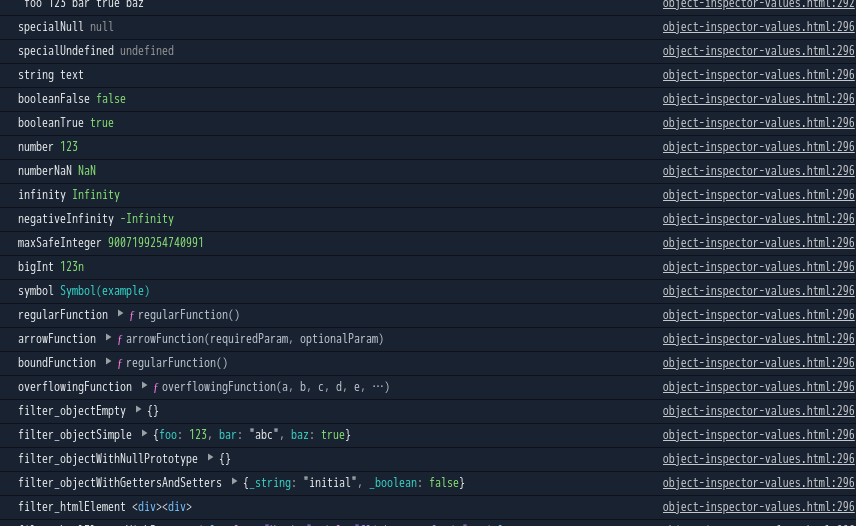 foo 123 bar true baz object-inspector-values.html:292
specialNull null object-inspector-values.html:296
specialUndefined undefined object-inspector-values.html:296
string text object-inspector-values.html:296
booleanFalse false object-inspector-values.html:296
booleanTrue true object-inspector-values.html:296
number 123 object-inspector-values.html:296
numberNaN NaN object-inspector-values.html:296
infinity Infinity object-inspector-values.html:296
negativeInfinity -Infinity object-inspector-values.html:296
maxSafeInteger 9007199254740991 object-inspector-values.html:296
bigInt 123n object-inspector-values.html:296
symbol Symbol(example) object-inspector-values.html:296
regularFunction ▶ ƒ regularFunction() object-inspector-values.html:296
arrowFunction ▶ ƒ arrowFunction(requiredParam, optionalParam) object-inspector-values.html:296
boundFunction ▶ ƒ regularFunction() object-inspector-values.html:296
overflowingFunction ▶ ƒ overflowingFunction(a, b, c, d, e, …) object-inspector-values.html:296
filter_objectEmpty ▶ {} object-inspector-values.html:296
filter_objectSimple ▶ {foo: 123, bar: "abc", baz: true} object-inspector-values.html:296
filter_objectWithNullPrototype ▶ {} object-inspector-values.html:296
filter_objectWithGettersAndSetters ▶ {_string: "initial", _boolean: false} object-inspector-values.html:296
filter_htmlElement <div><div> object-inspector-values.html:296